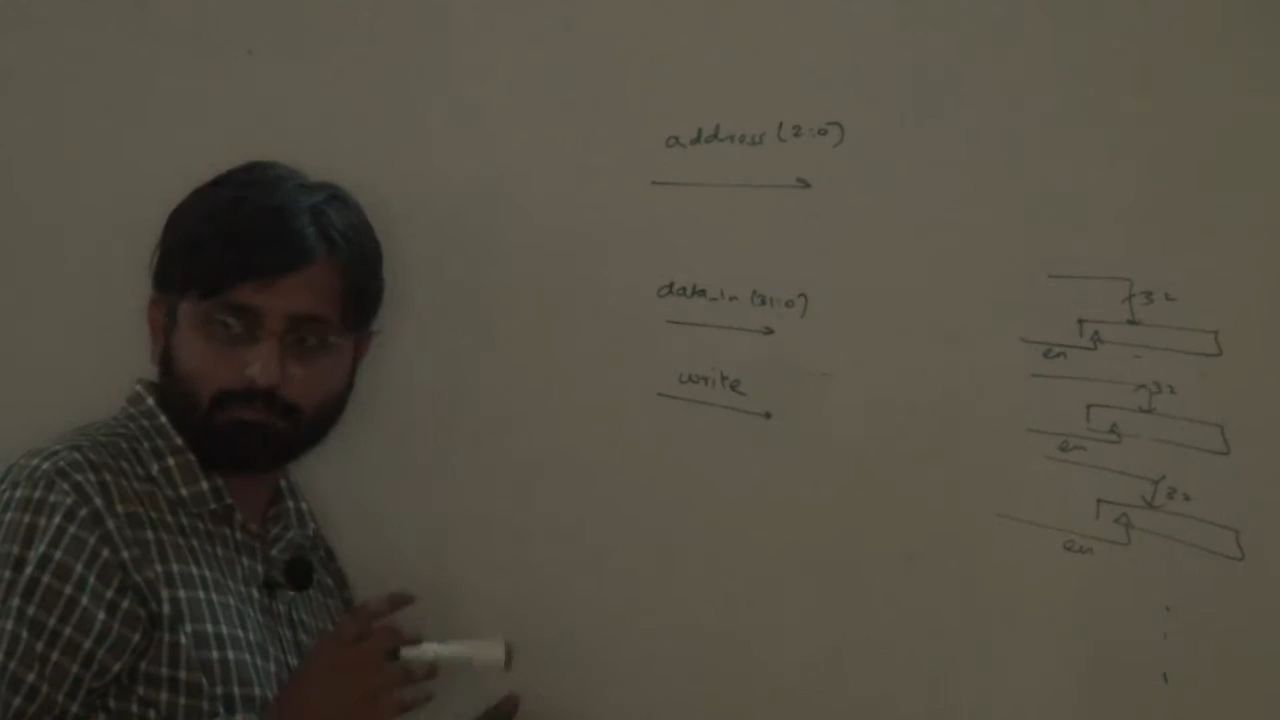 address (2:0)
data_in (31:0)
write
32
en
32
en
32
en